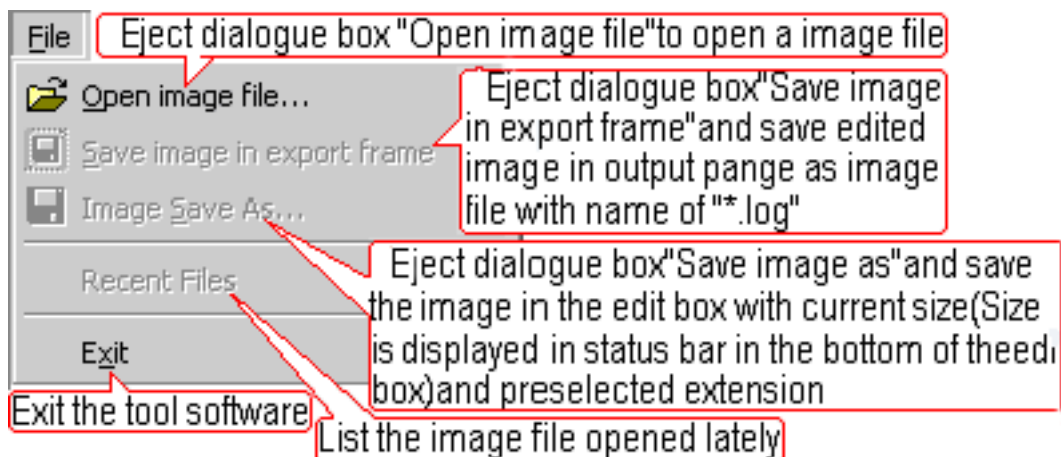 File
Eject dialogue box "Open image file"to open a image file
Open image file...
Eject dialogue box"Save image
in export frame"and save edited
image in output pange as image
file with name of "*.log"
Save image in export frame
Image Save As...
Eject dialogue box"Save image as"and save
the image in the edit box with current size(Size
is displayed in status bar in the bottom of theedi
box)and preselected extension
Recent Files
Exit
Exit the tool software
List the image file opened lately